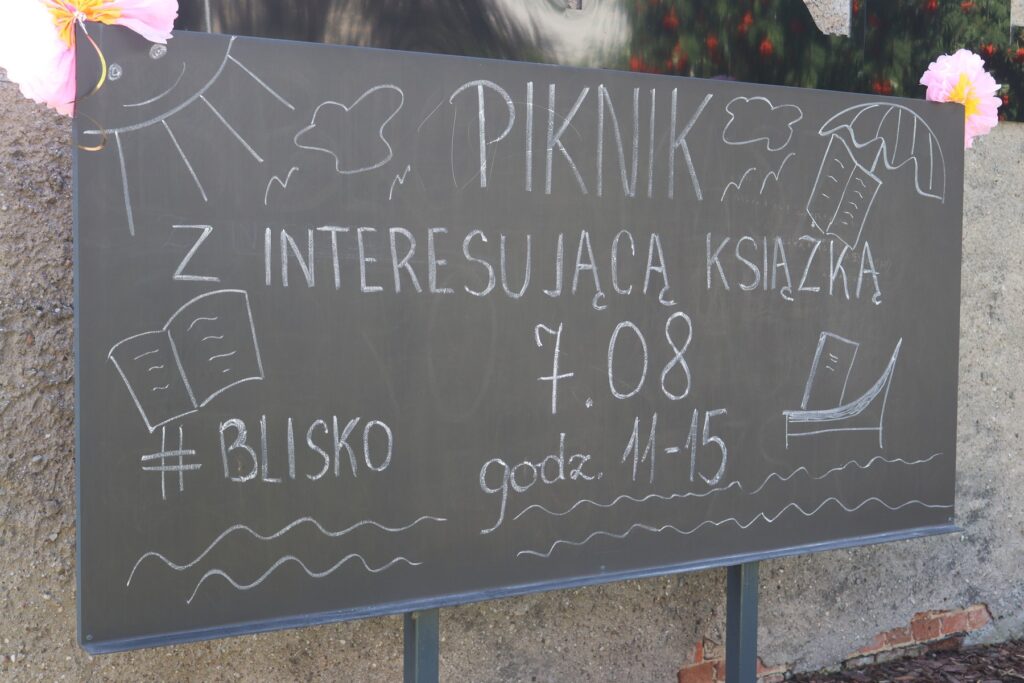 PIKNIK
Z INTERESUJĄCĄ KSIĄŻKĄ
7.08
#BLISKO
godz. 11-15